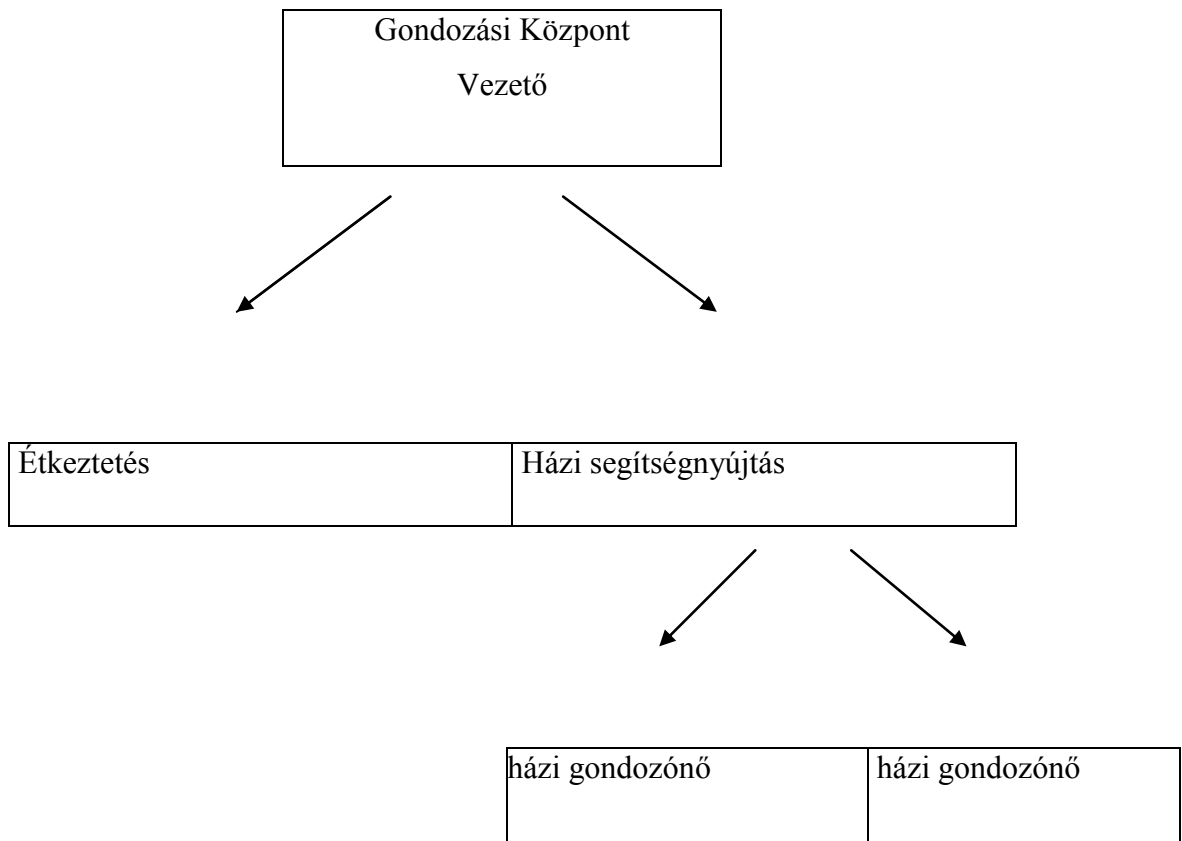 Gondozási Központ
Vezető
Étkeztetés
Házi segítségnyújtás
házi gondozónő
házi gondozónő